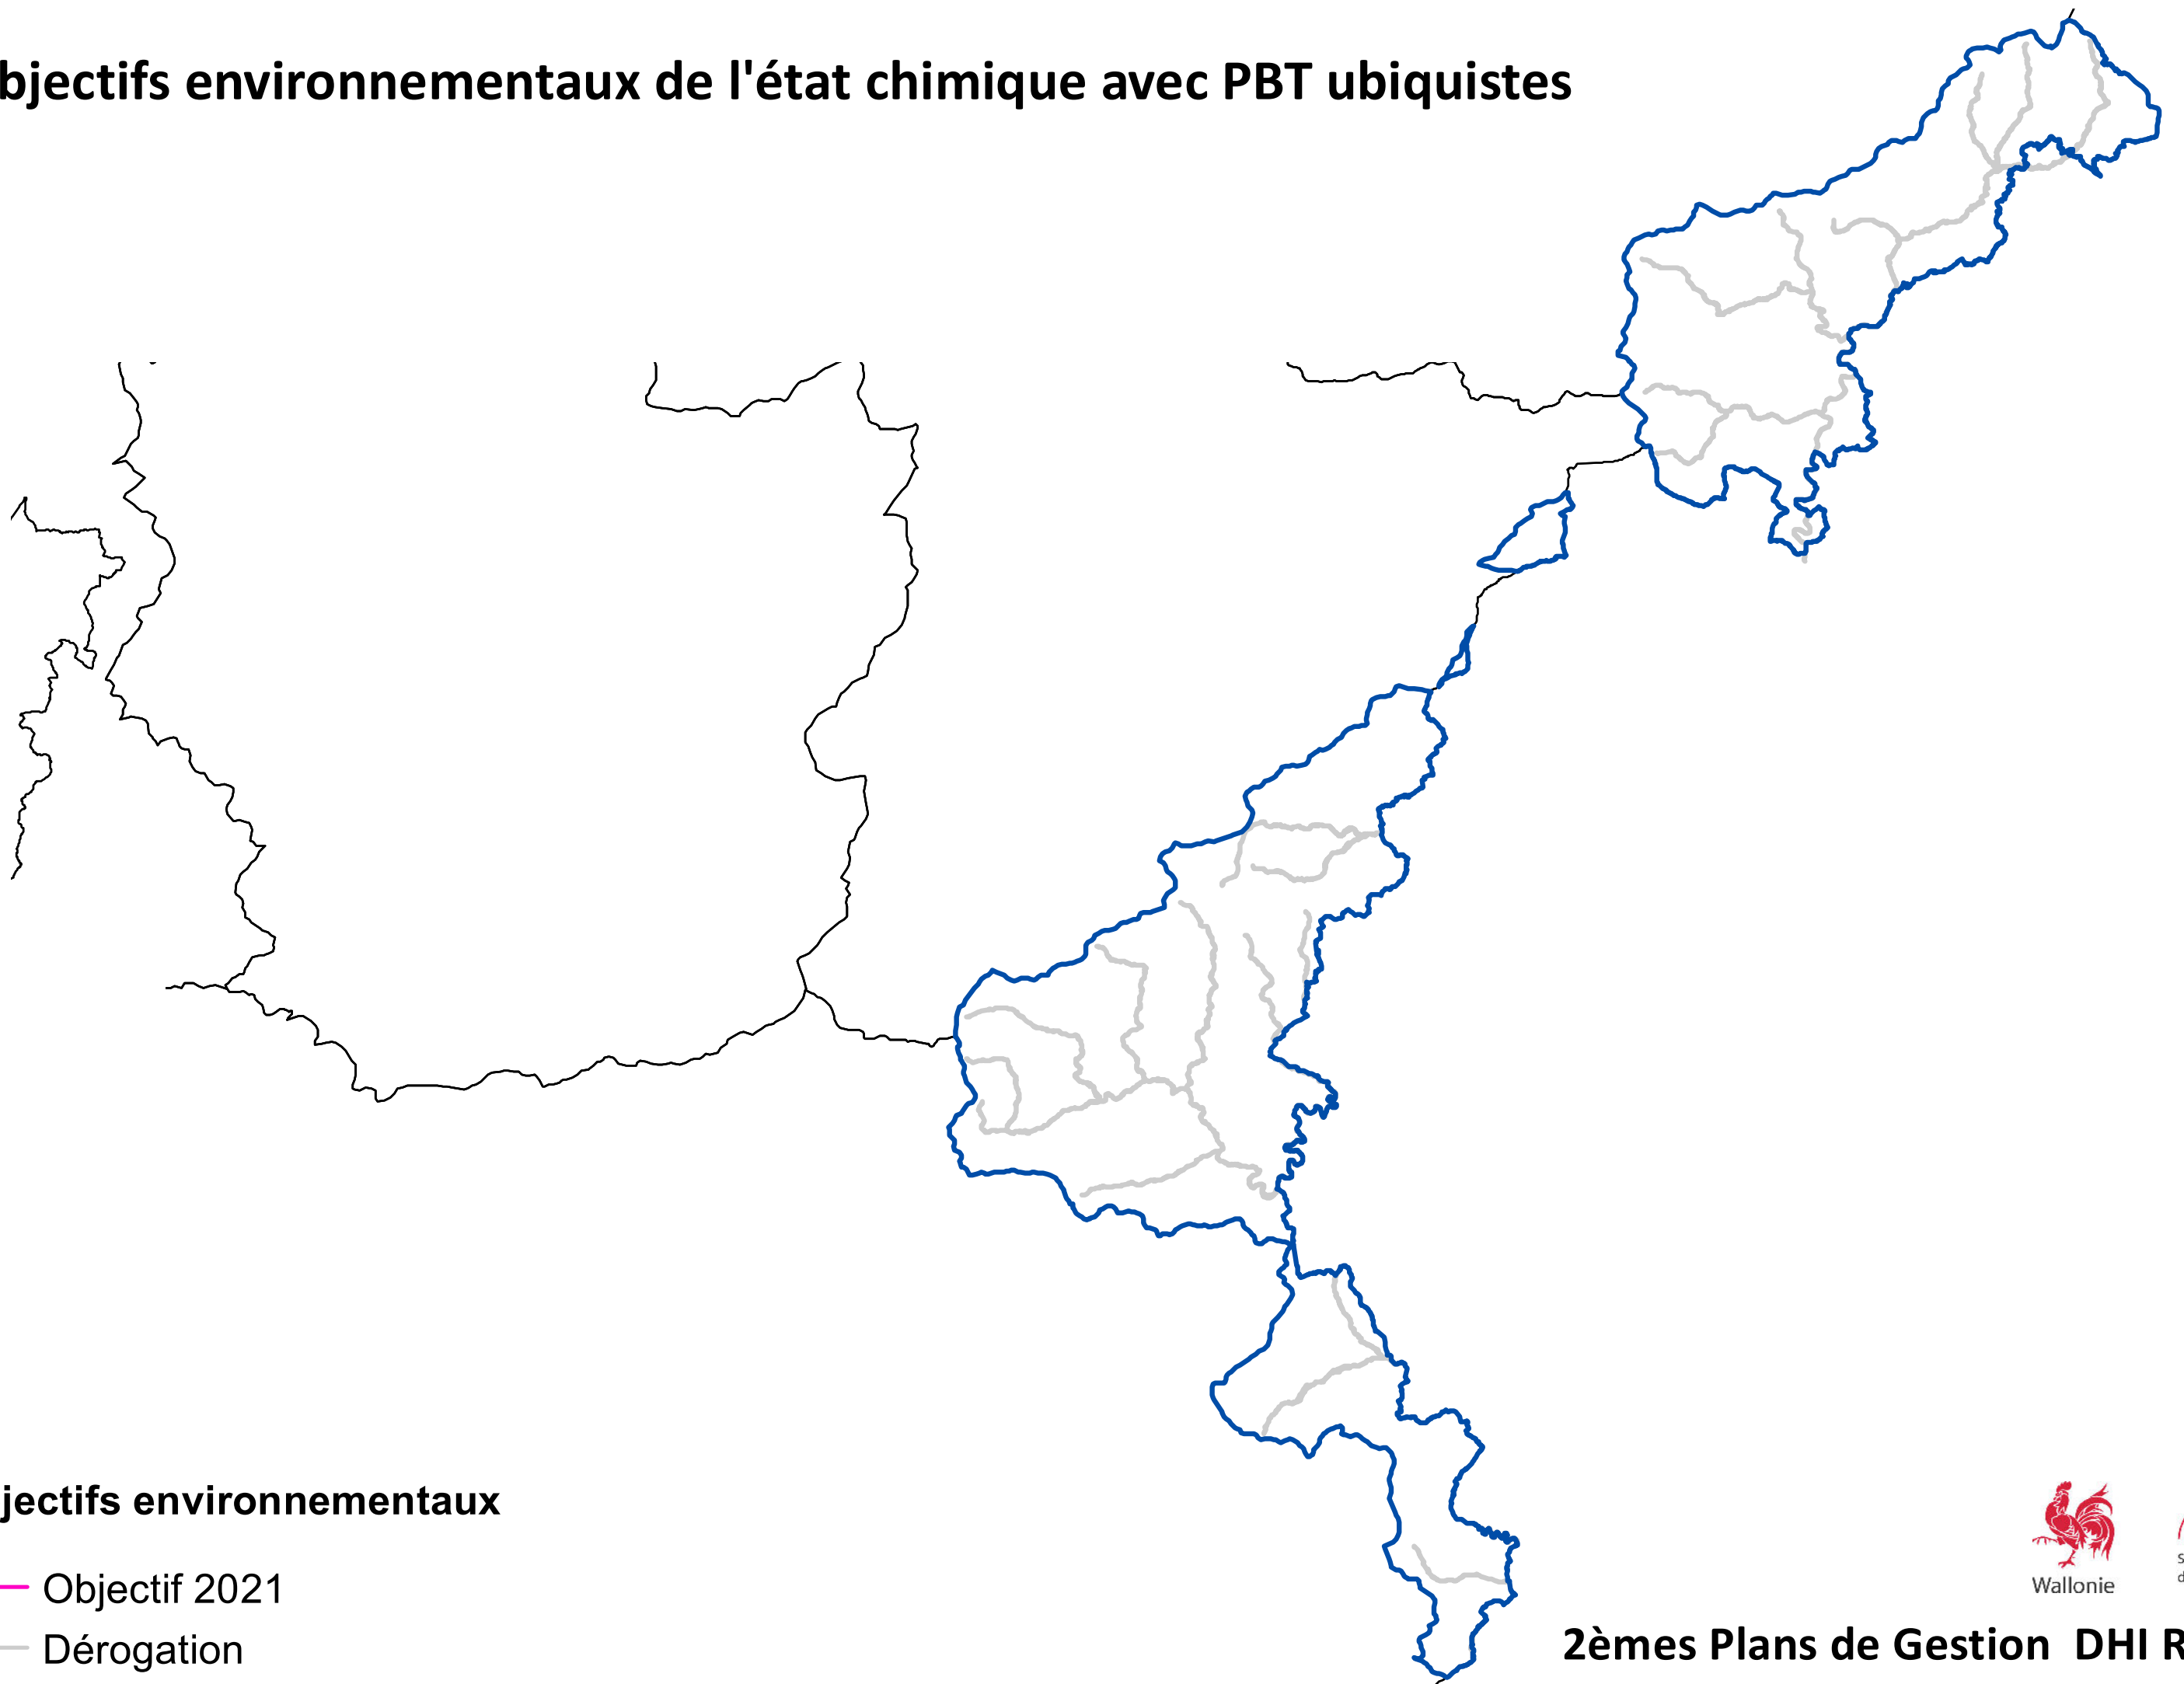 bjectifs environnementaux de l'état chimique avec PBT ubiquistes
jectifs environnementaux
Objectif 2021
Dérogation
Wallonie
2èmes Plans de Gestion DHI R